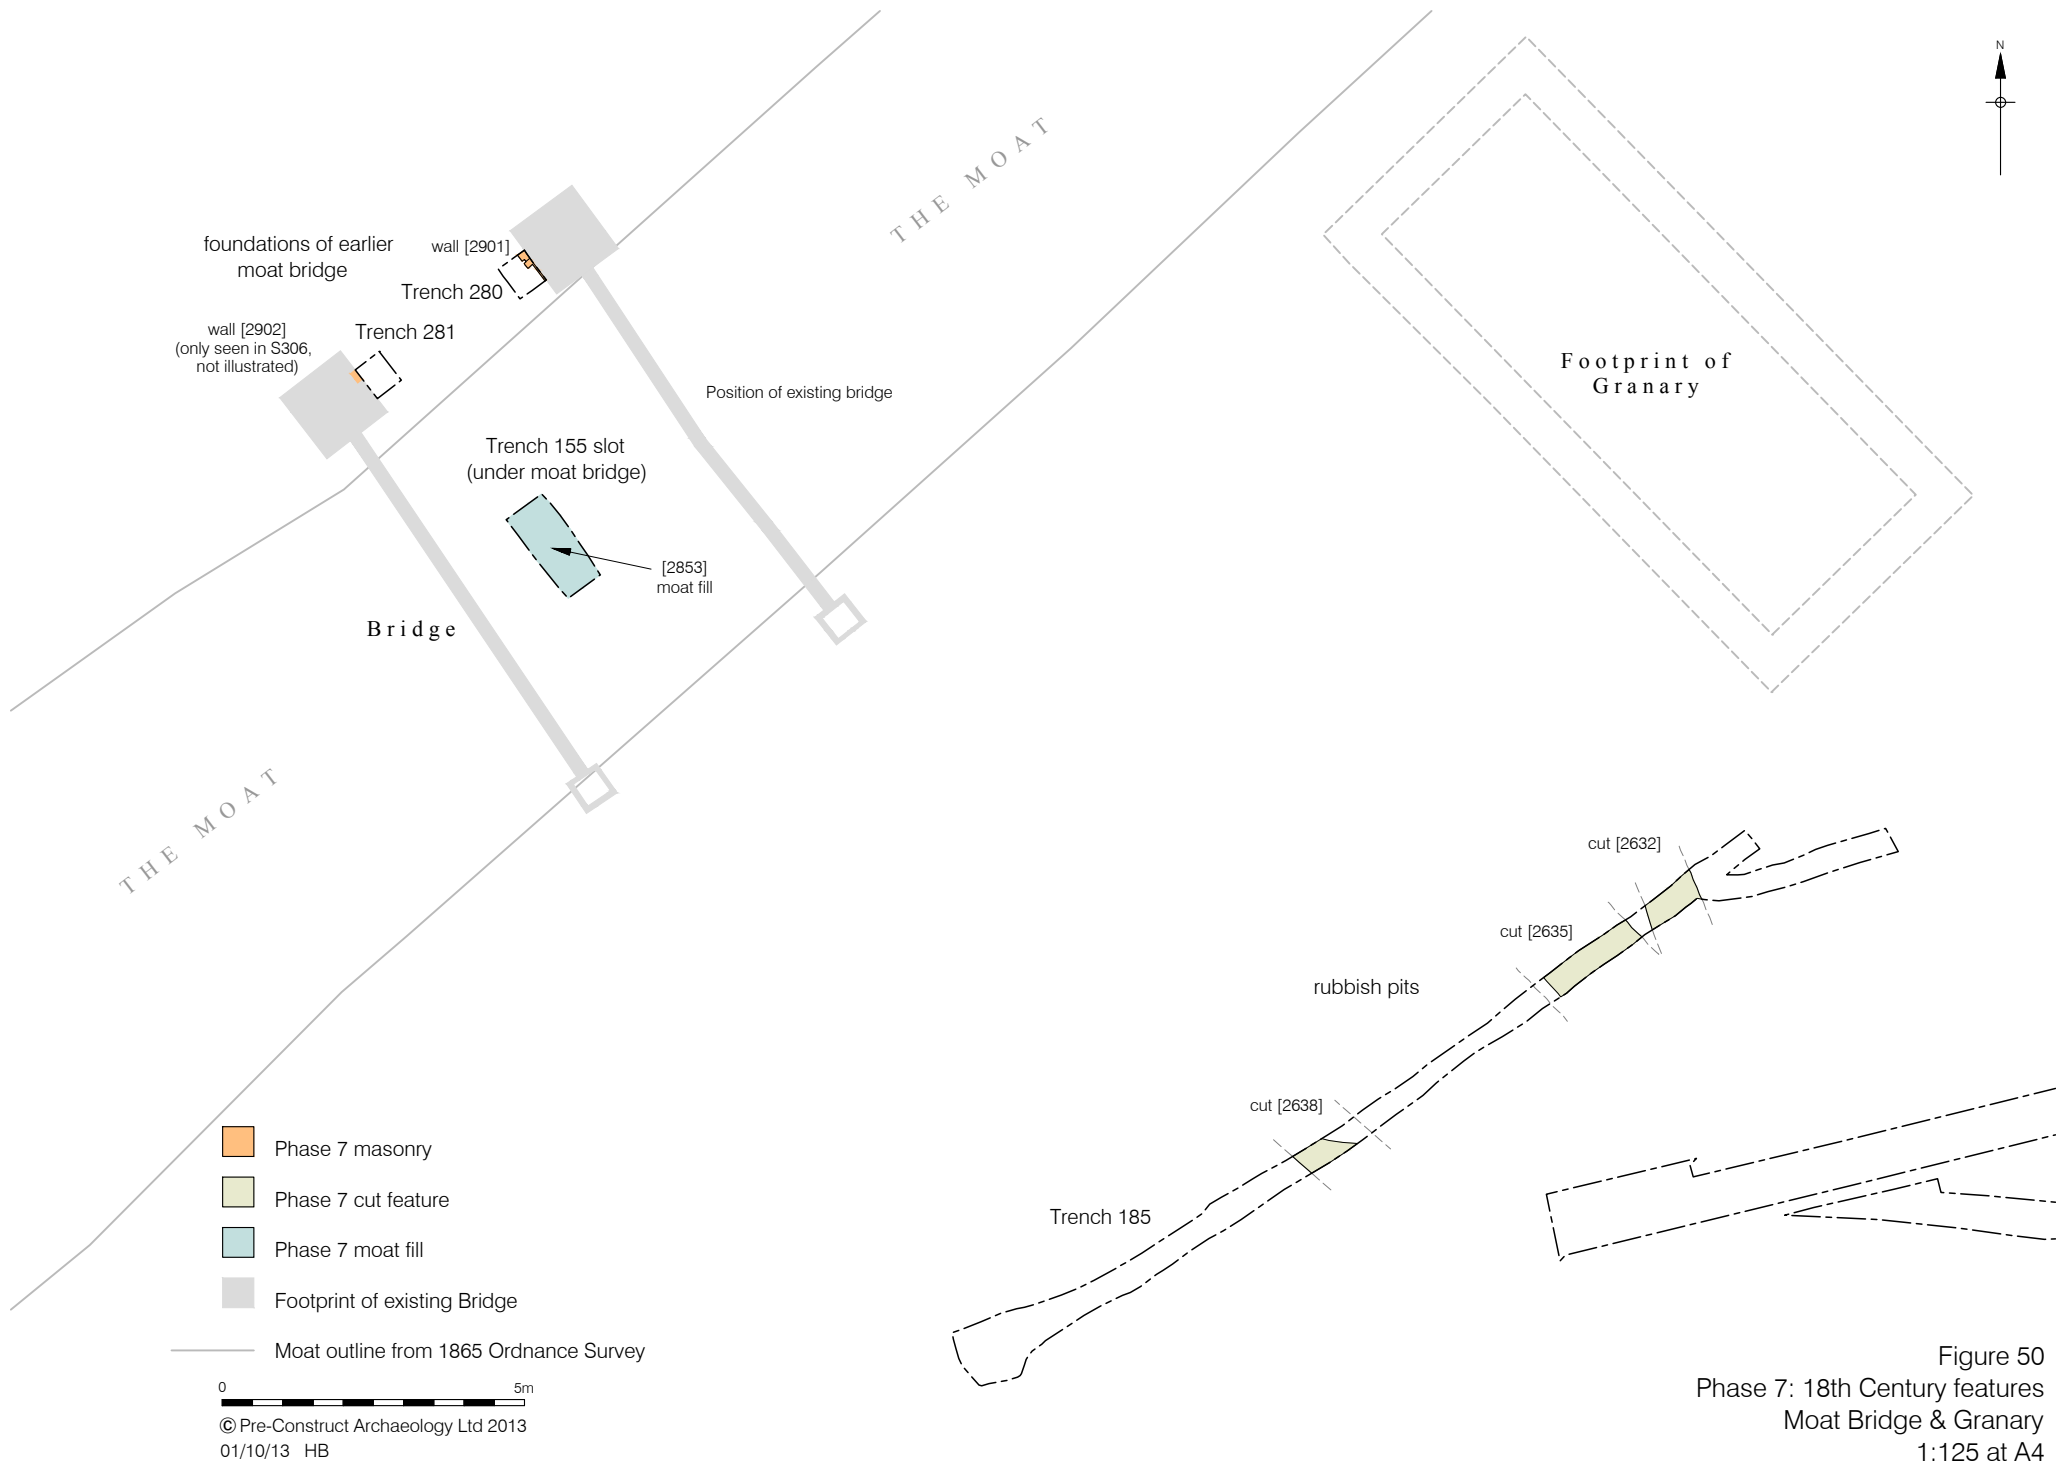 N
THE MOAT
foundations of earlier
moat bridge
wall [2901]
Trench 280
wall [2902]
(only seen in S306,
not illustrated)
Trench 281
Position of existing bridge
Footprint of
Granary
Trench 155 slot
(under moat bridge)
[2853]
moat fill
Bridge
THE MOAT
cut [2632]
cut [2635]
rubbish pits
cut [2638]
Trench 185
Phase 7 masonry
Phase 7 cut feature
Phase 7 moat fill
Footprint of existing Bridge
Moat outline from 1865 Ordnance Survey
0 5m
© Pre-Construct Archaeology Ltd 2013
01/10/13 HB
Figure 50
Phase 7: 18th Century features
Moat Bridge & Granary
1:125 at A4